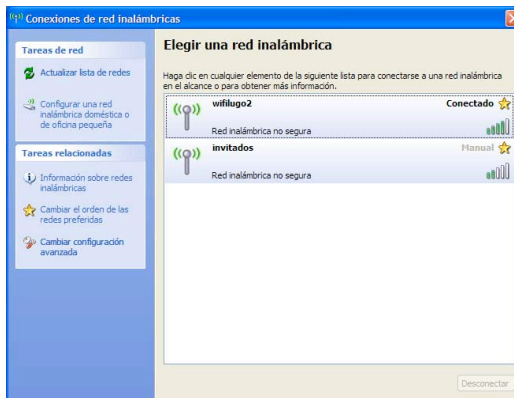 Conexiones de red inalámbricas
Tareas de red
Actualizar lista de redes
Configurar una red
inalámbrica doméstica o
de oficina pequeña
Tareas relacionadas
Información sobre redes
inalámbricas
Cambiar el orden de las
redes preferidas
Cambiar configuración
avanzada
Elegir una red inalámbrica
Haga clic en cualquier elemento de la siguiente lista para conectarse a una red inalámbrica
en el alcance o para obtener más información.
wifilugo2 Conectado
Red inalámbrica no segura
invitados Manual
Red inalámbrica no segura
Desconectar